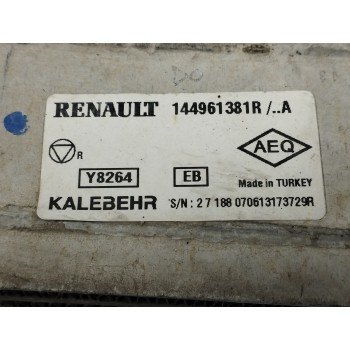 RENAULT 144961381R /..A
R
AEQ
Y8264 EB
Made in TURKEY
KALEBEHR S/N : 2 7 188 070613173729R